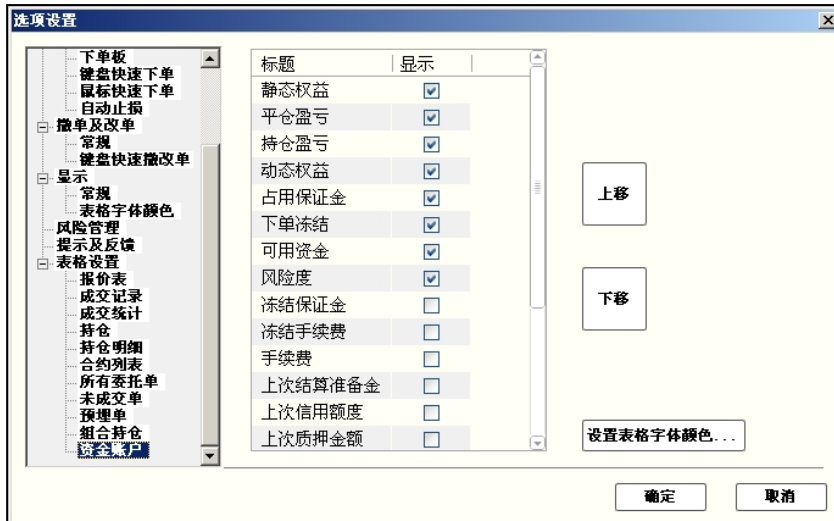 选项设置
下单板
键盘快速下单
鼠标快速下单
自动止损
撤单及改单
常规
键盘快速撤改单
显示
常规
表格字体颜色
风险管理
提示及反馈
表格设置
报价表
成交记录
成交统计
持仓
持仓明细
合约列表
所有委托单
未成交单
预埋单
组合持仓
资金账户
标题 显示
静态权益
平仓盈亏
持仓盈亏
动态权益
占用保证金
下单冻结
可用资金
风险度
冻结保证金
冻结手续费
手续费
上次结算准备金
上次信用额度
上次质押金额
上移
下移
设置表格字体颜色...
确定 取消